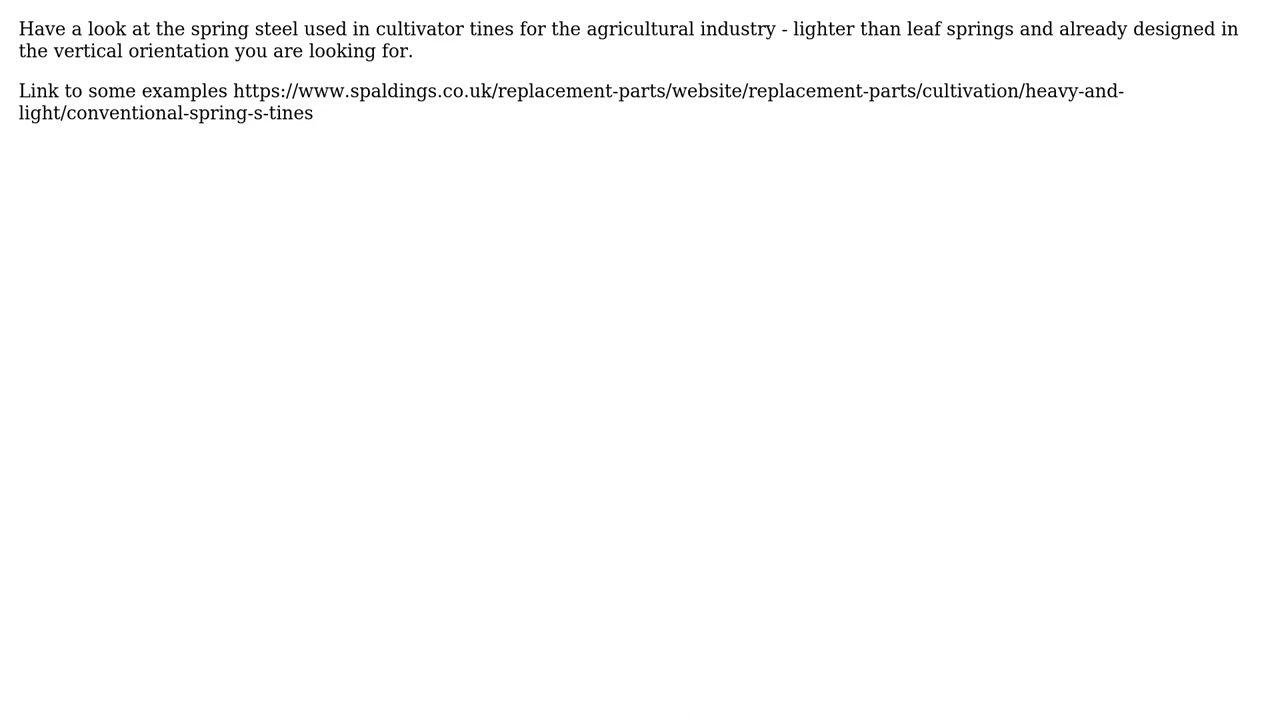 Have a look at the spring steel used in cultivator tines for the agricultural industry - lighter than leaf springs and already designed in
the vertical orientation you are looking for.
Link to some examples https://www.spaldings.co.uk/replacement-parts/website/replacement-parts/cultivation/heavy-and-
light/conventional-spring-s-tines